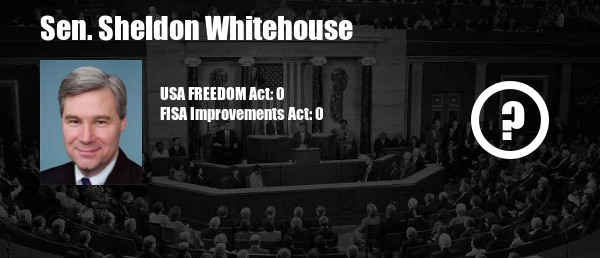 Sen. Sheldon Whitehouse
USA FREEDOM Act: 0
FISA Improvements Act: 0
?